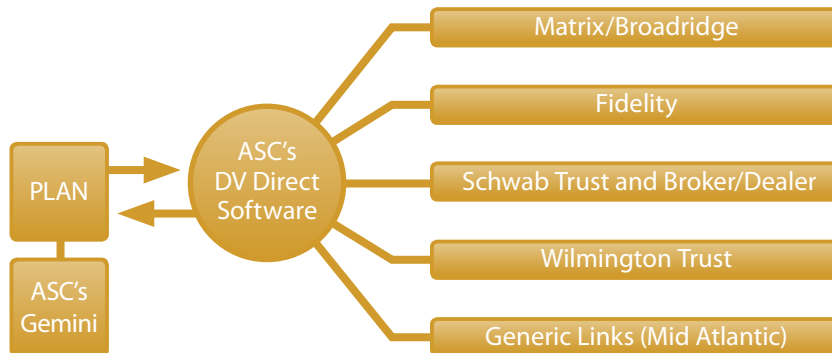 PLAN
ASC's
Gemini
ASC's
DV Direct
Software
Matrix/Broadridge
Fidelity
Schwab Trust and Broker/Dealer
Wilmington Trust
Generic Links (Mid Atlantic)